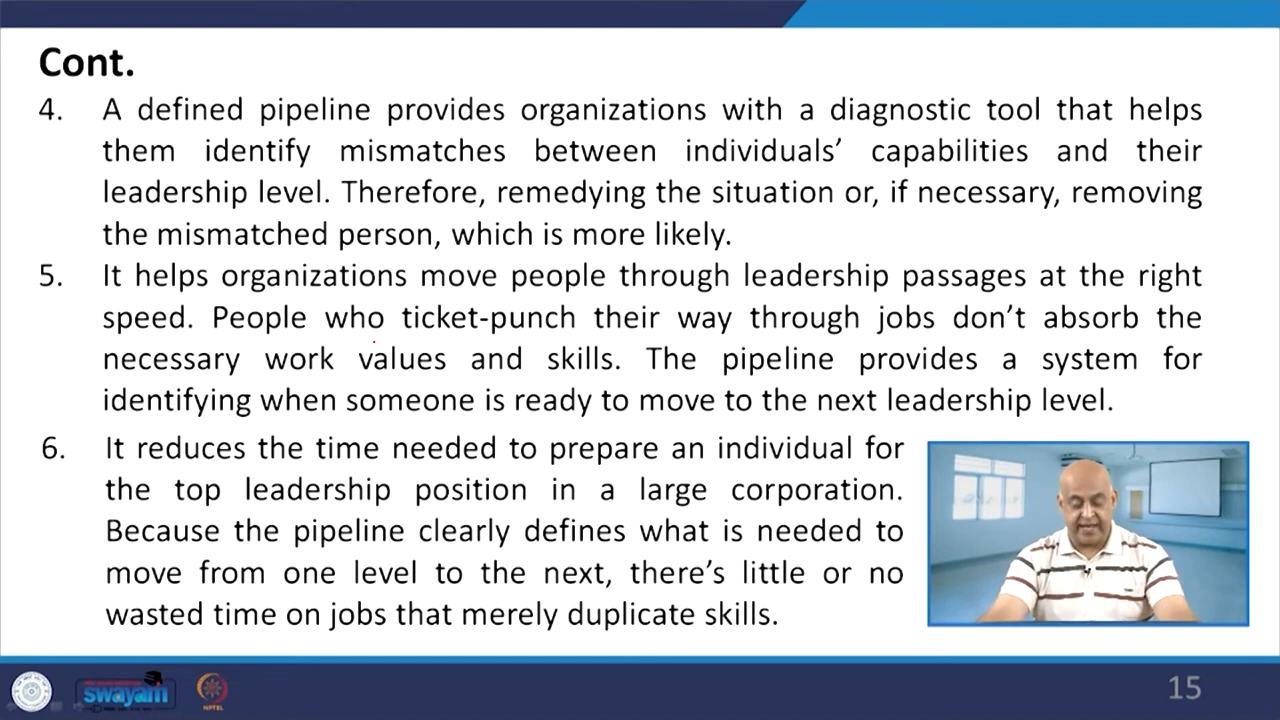 Cont.
4. A defined pipeline provides organizations with a diagnostic tool that helps
them identify mismatches between individuals’ capabilities and their
leadership level. Therefore, remedying the situation or, if necessary, removing
the mismatched person, which is more likely.
5. It helps organizations move people through leadership passages at the right
speed. People who ticket-punch their way through jobs don’t absorb the
necessary work values and skills. The pipeline provides a system for
identifying when someone is ready to move to the next leadership level.
6. It reduces the time needed to prepare an individual for
the top leadership position in a large corporation.
Because the pipeline clearly defines what is needed to
move from one level to the next, there’s little or no
wasted time on jobs that merely duplicate skills.
swayam
NPTEL
15